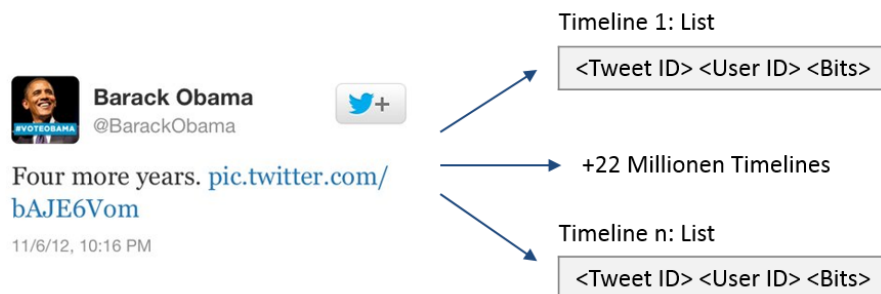 Barack Obama
@BarackObama
#VOTEOBAMA
Four more years. pic.twitter.com/
bAJE6Vom
11/6/12, 10:16 PM
Timeline 1: List
<Tweet ID> <User ID> <Bits>
+22 Millionen Timelines
Timeline n: List
<Tweet ID> <User ID> <Bits>